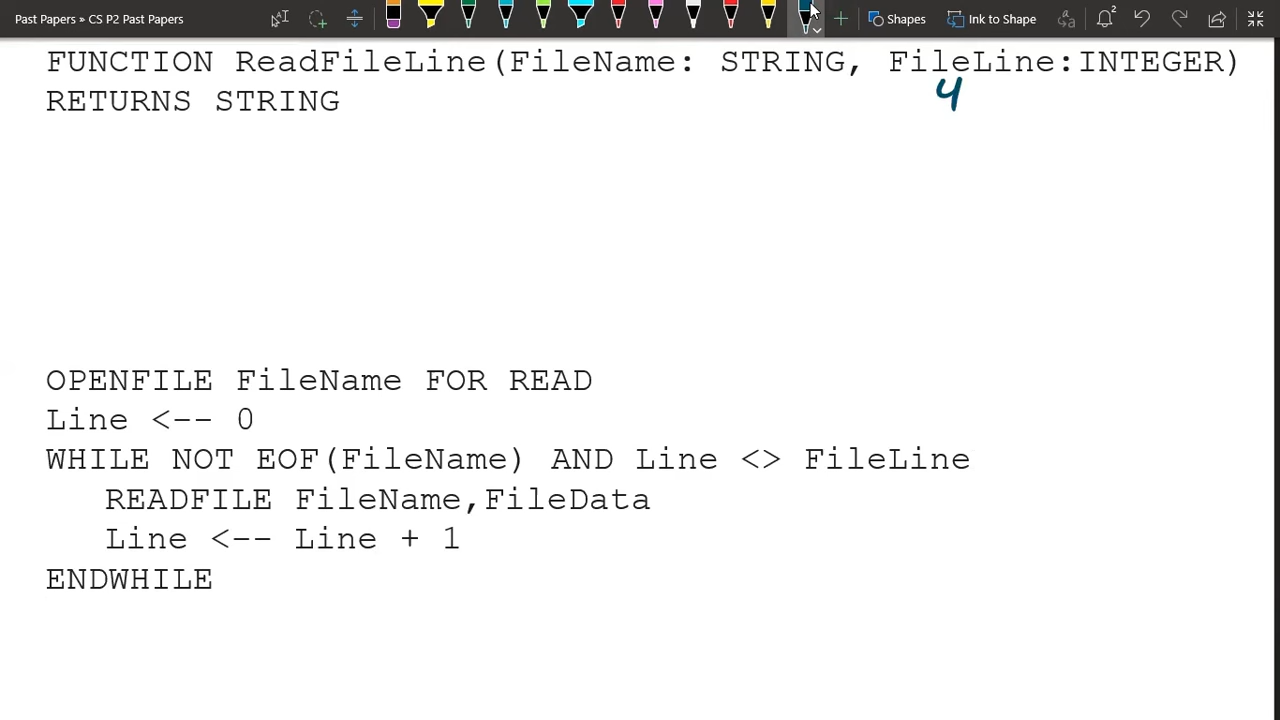 Past Papers » CS P2 Past Papers
Shapes
Ink to Shape
2
FUNCTION ReadFileLine(FileName: STRING, FileLine:INTEGER)
4
RETURNS STRING
OPENFILE FileName FOR READ
Line <-- 0
WHILE NOT EOF(FileName) AND Line <> FileLine
READFILE FileName,FileData
Line <-- Line + 1
ENDWHILE